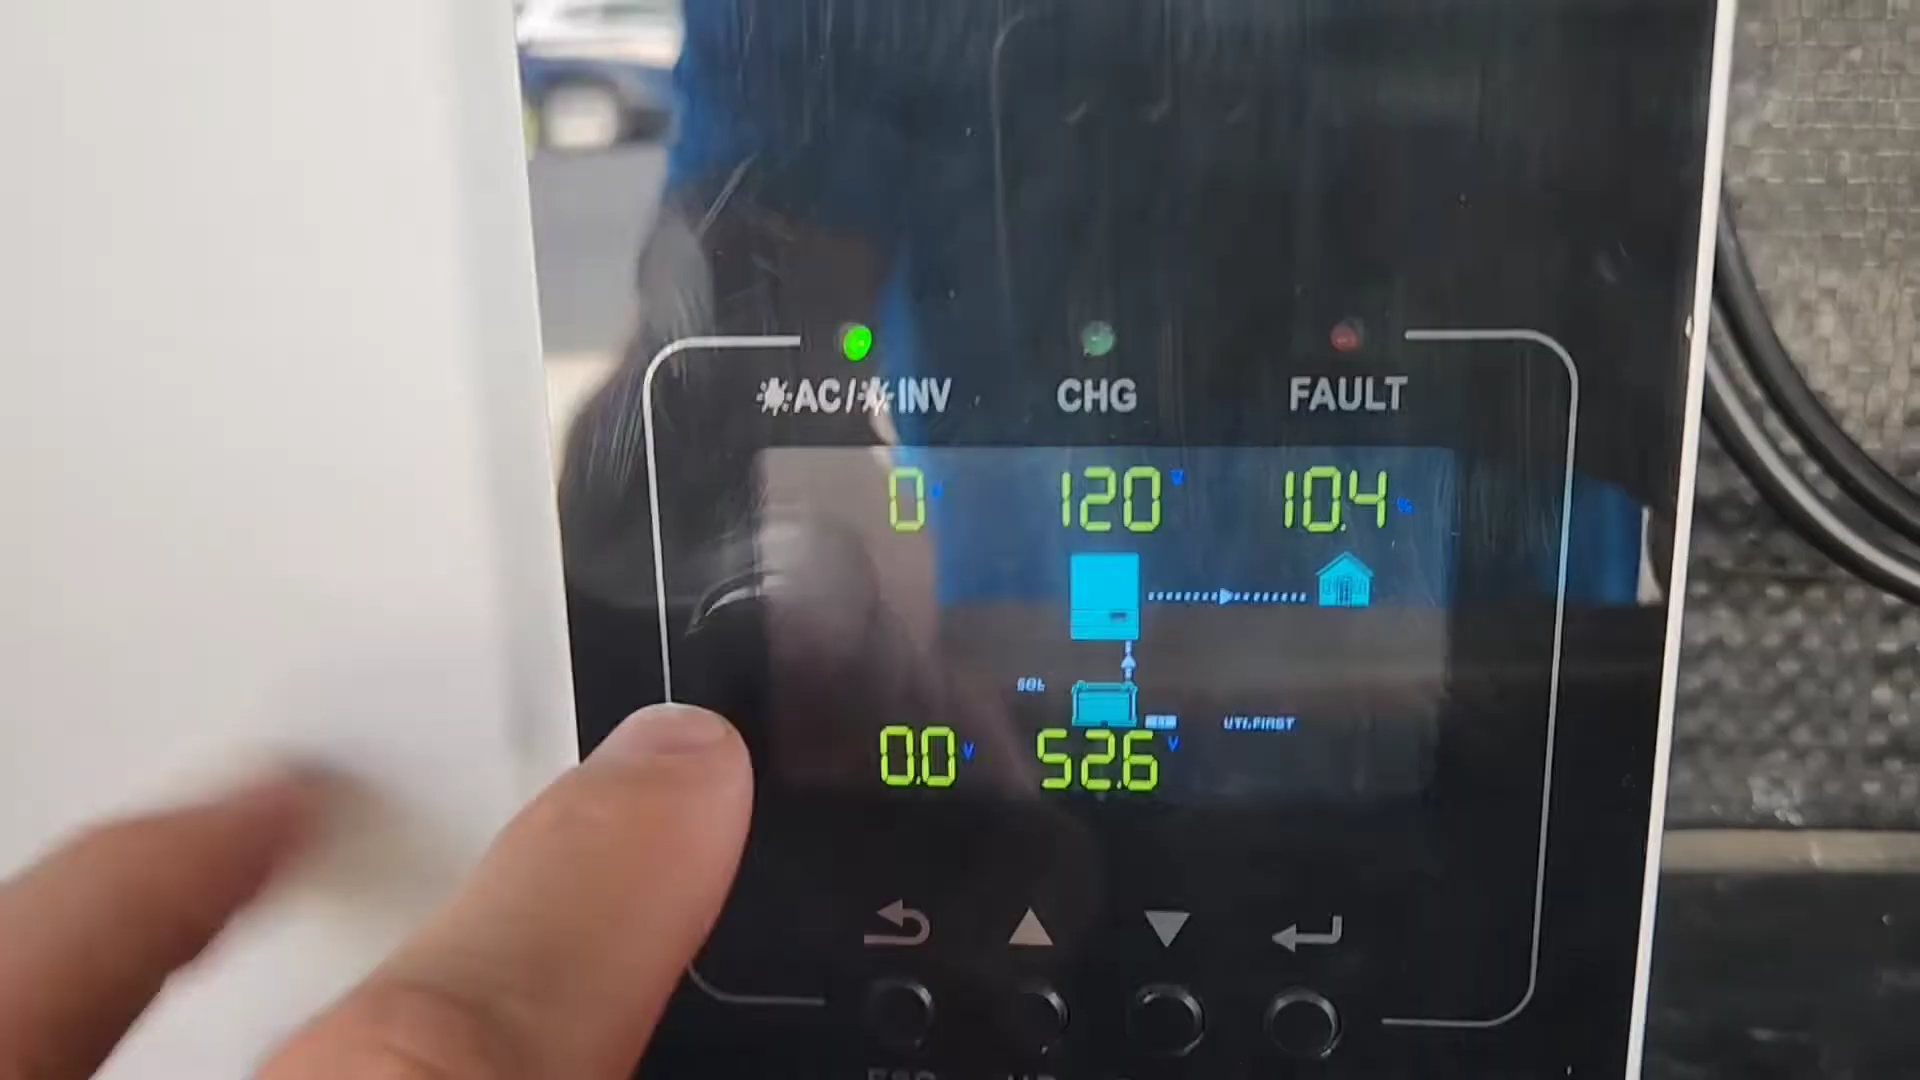 AC/INV CHG FAULT
0 120 V 10.4
SOL
UTI.FIRST
0.0 V 52.6 V